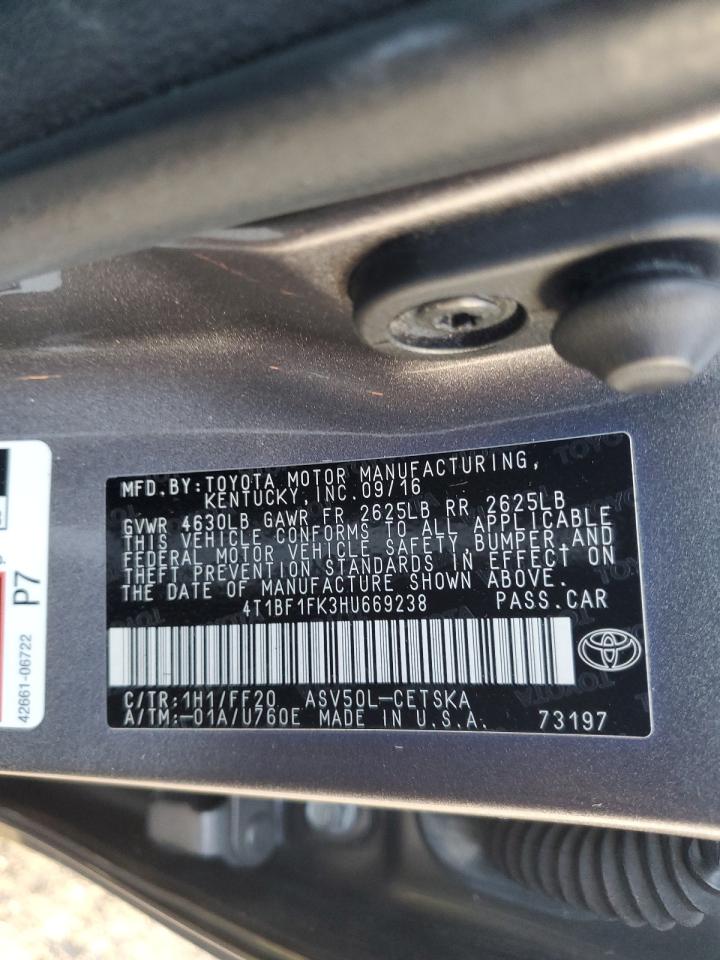 MFD.BY:TOYOTA MOTOR MANUFACTURING,
KENTUCKY, INC.09/16
GVWR 4630LB GAWR FR 2625LB RR 2625LB
THIS VEHICLE CONFORMS TO ALL APPLICABLE
FEDERAL MOTOR VEHICLE SAFETY,BUMPER,AND
THEFT PREVENTION STANDARDS IN EFFECT ON
THE DATE OF MANUFACTURE SHOWN ABOVE.
4T1BF1FK3HU669238 PASS.CAR
C/TR:1H1/FF20 ASV50L-CETSKA
A/TM:-01A/U760E MADE IN U.S.A. 73197
P7
42661-06722